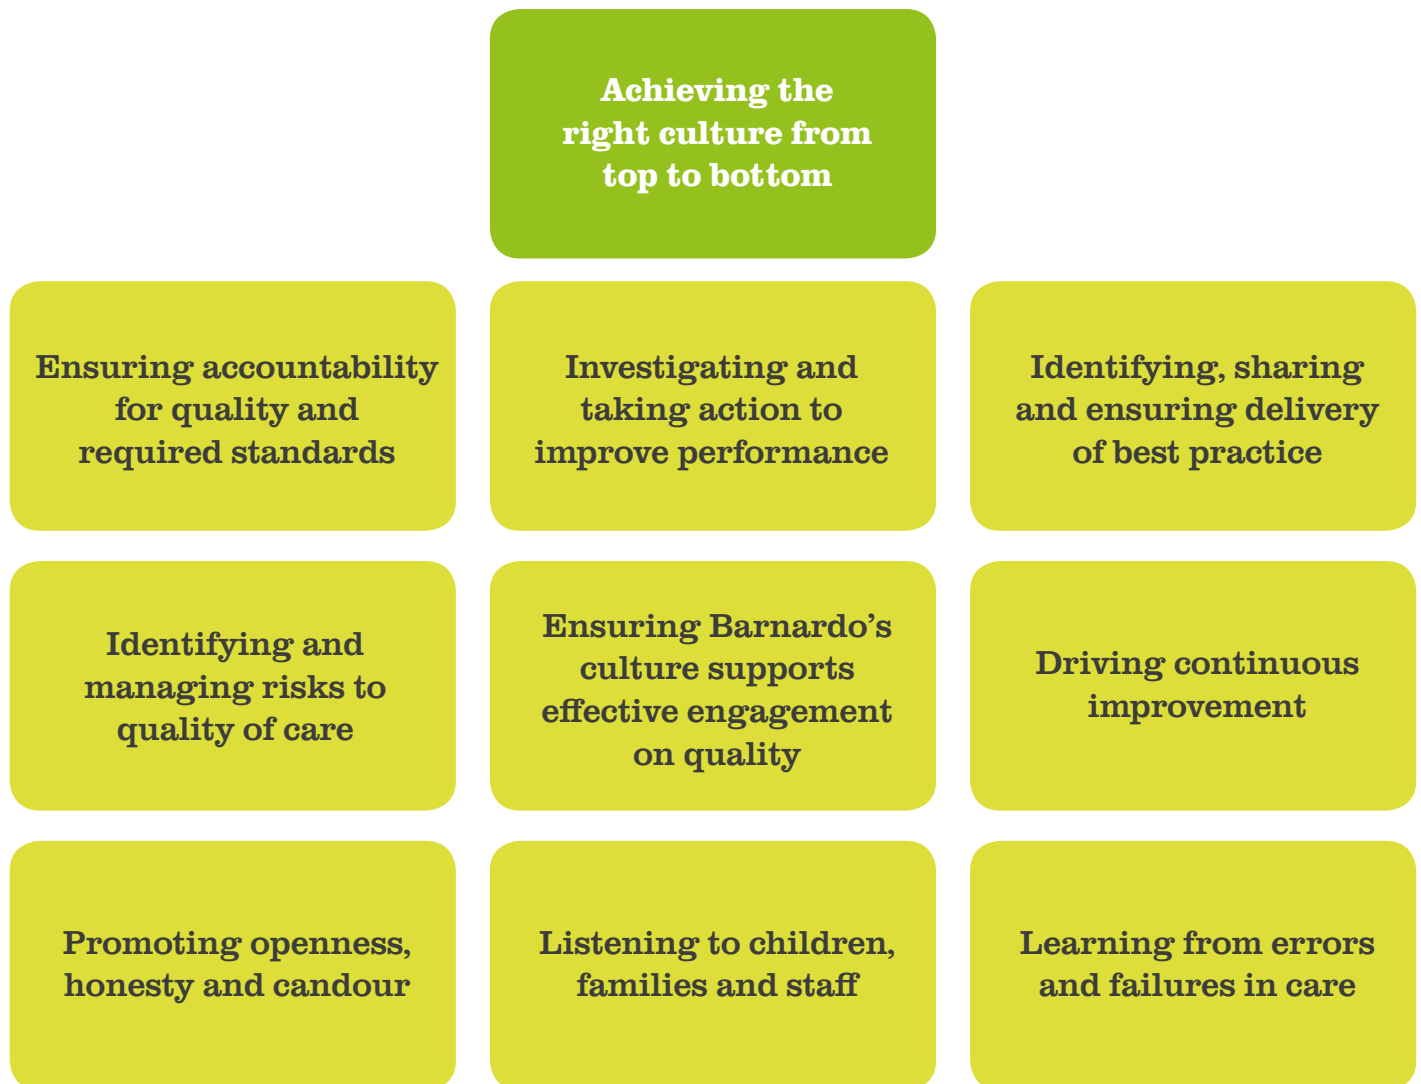 Achieving the
right culture from
top to bottom
Ensuring accountability
for quality and
required standards
Investigating and
taking action to
improve performance
Identifying, sharing
and ensuring delivery
of best practice
Identifying and
managing risks to
quality of care
Ensuring Barnardo’s
culture supports
effective engagement
on quality
Driving continuous
improvement
Promoting openness,
honesty and candour
Listening to children,
families and staff
Learning from errors
and failures in care